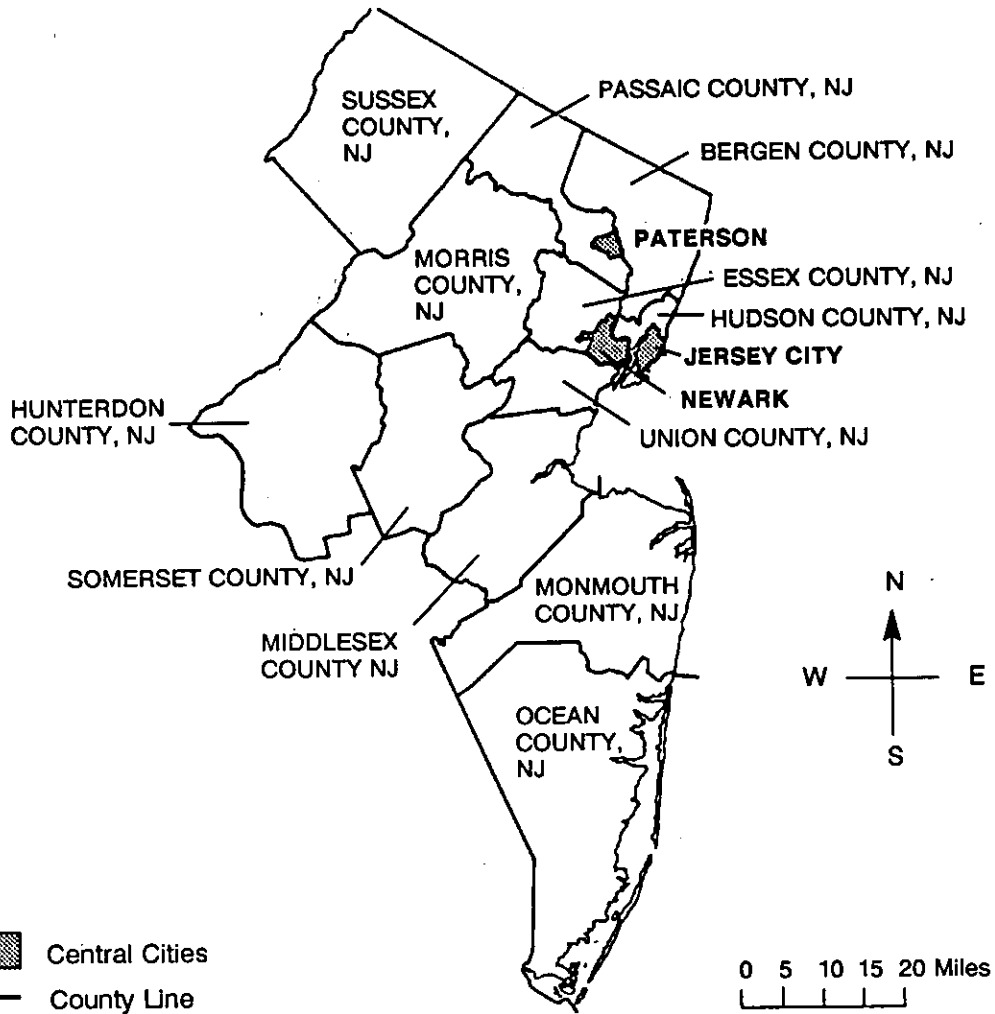 SUSSEX
COUNTY,
NJ
PASSAIC COUNTY, NJ
BERGEN COUNTY, NJ
PATERSON
MORRIS
COUNTY,
NJ
ESSEX COUNTY, NJ
HUDSON COUNTY, NJ
JERSEY CITY
NEWARK
HUNTERDON
COUNTY, NJ
UNION COUNTY, NJ
SOMERSET COUNTY, NJ
MONMOUTH
COUNTY, NJ
MIDDLESEX
COUNTY NJ
N
W
E
S
OCEAN
COUNTY,
NJ
Central Cities
County Line
0 5 10 15 20 Miles